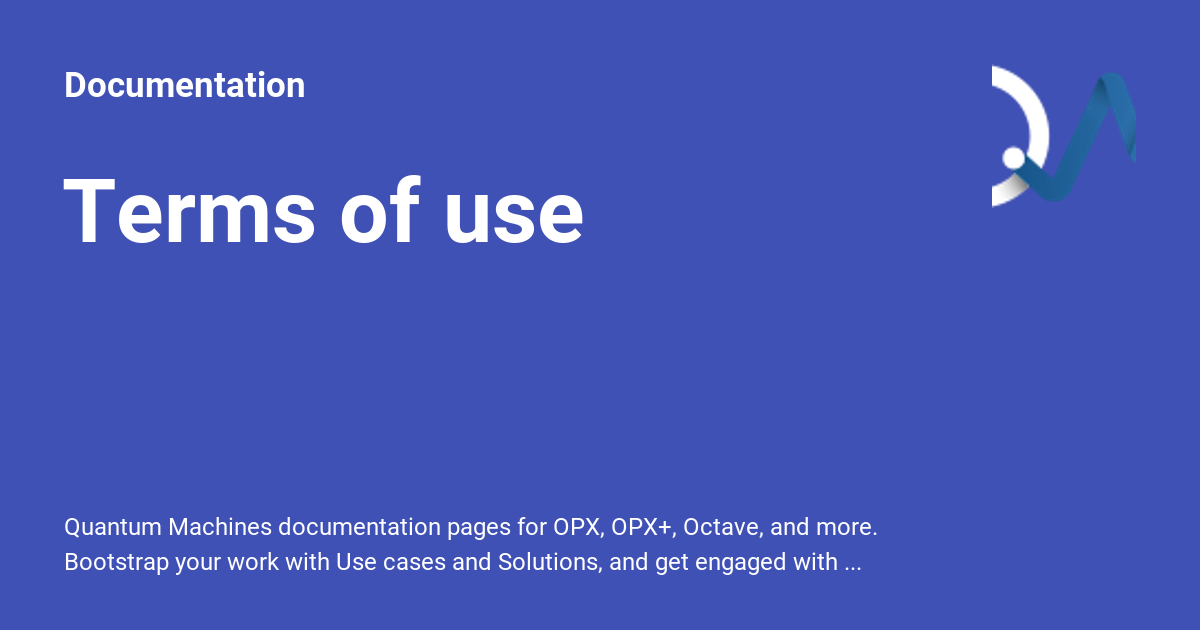 Documentation
Terms of use
Quantum Machines documentation pages for OPX, OPX+, Octave, and more.
Bootstrap your work with Use cases and Solutions, and get engaged with ...